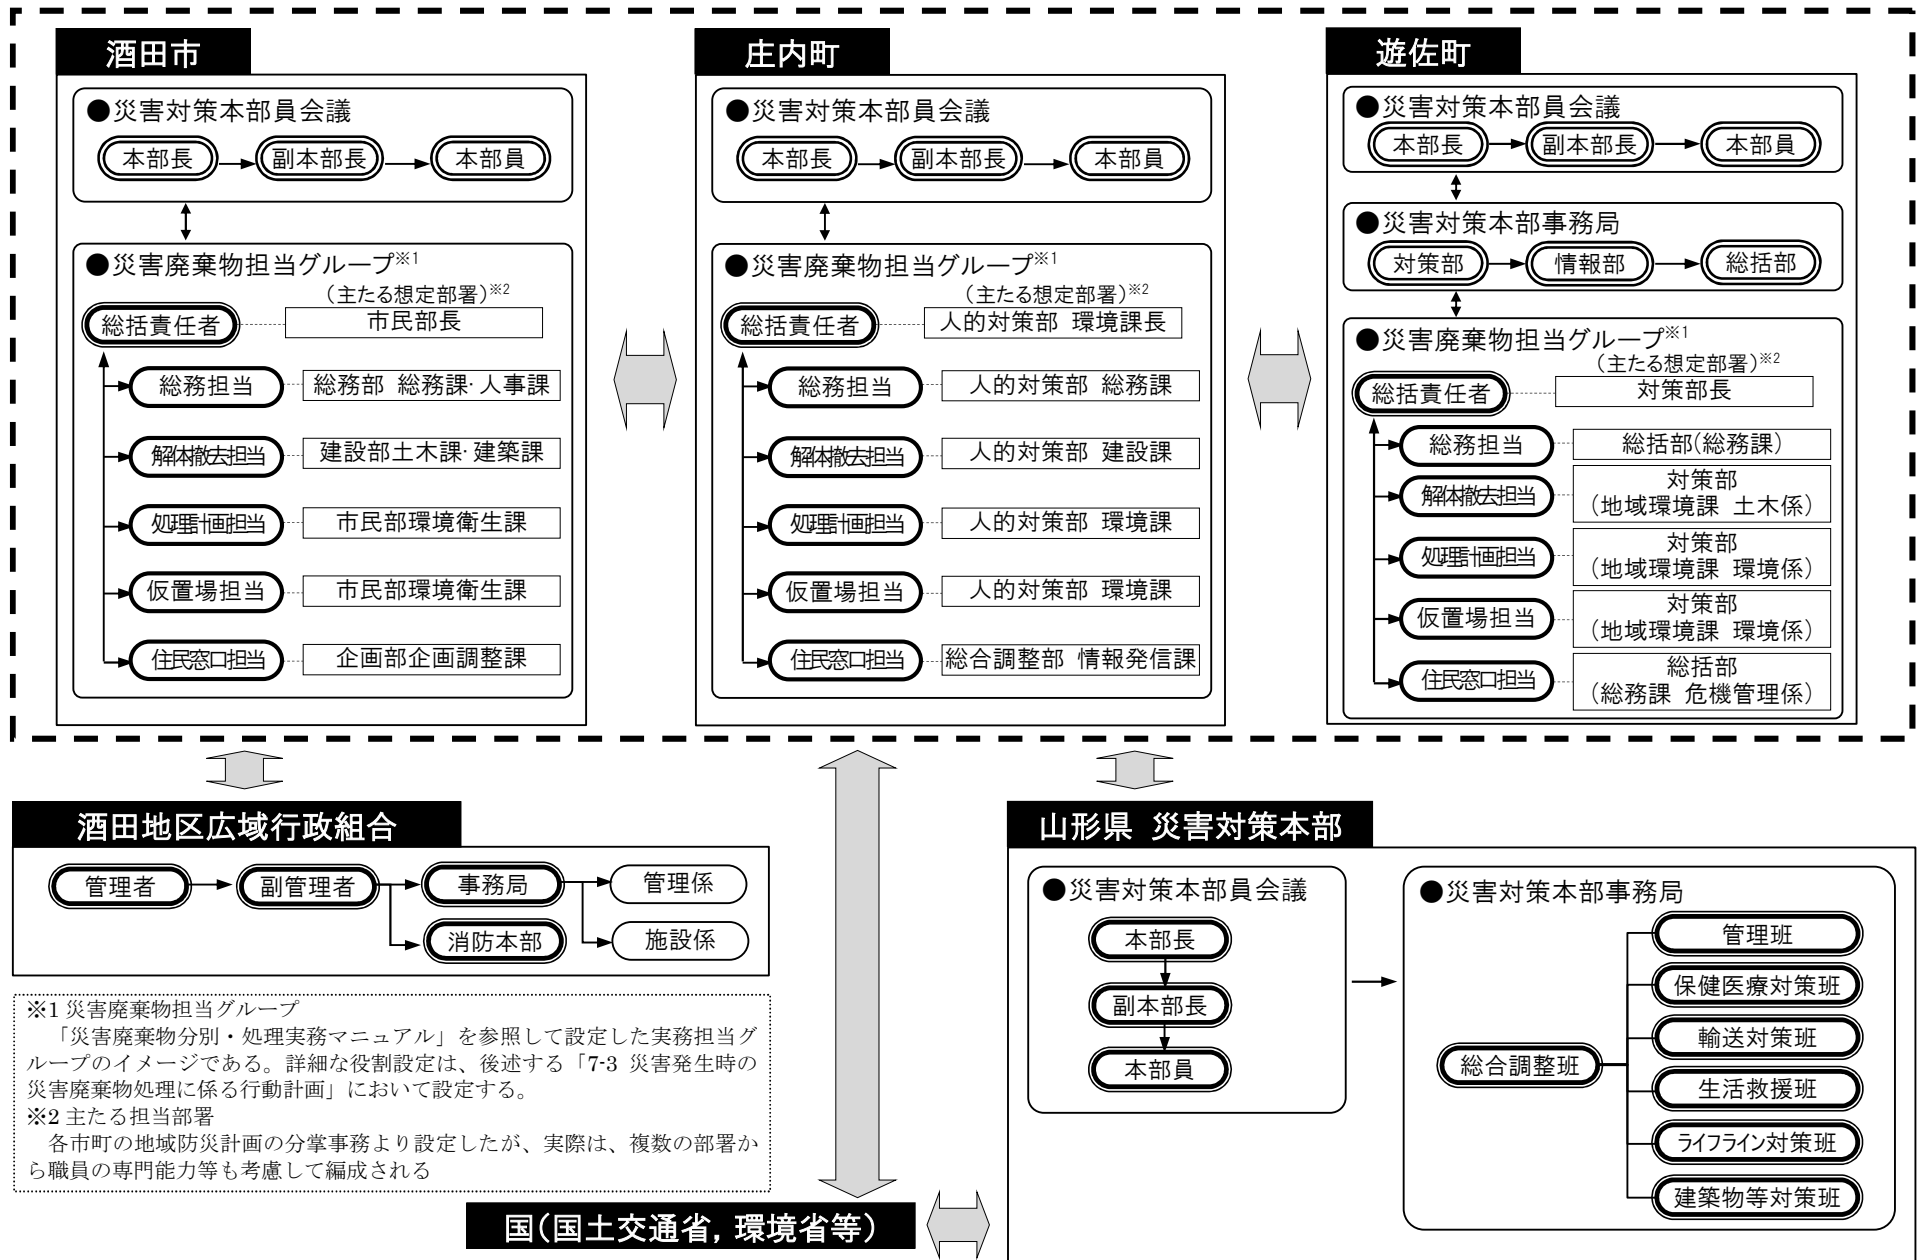 酒田市
●災害対策本部員会議
本部長 副本部長 本部員
●災害廃棄物担当グループ※1
（主たる想定部署）※2
総括責任者 市民部長
総務担当 総務部 総務課･人事課
解体撤去担当 建設部土木課･建築課
処理計画担当 市民部環境衛生課
仮置場担当 市民部環境衛生課
住民窓口担当 企画部企画調整課
庄内町
●災害対策本部員会議
本部長 副本部長 本部員
●災害廃棄物担当グループ※1
（主たる想定部署）※2
総括責任者 人的対策部 環境課長
総務担当 人的対策部 総務課
解体撤去担当 人的対策部 建設課
処理計画担当 人的対策部 環境課
仮置場担当 人的対策部 環境課
住民窓口担当 総合調整部 情報発信課
遊佐町
●災害対策本部員会議
本部長 副本部長 本部員
●災害対策本部事務局
対策部 情報部 総括部
●災害廃棄物担当グループ※1
（主たる想定部署）※2
総括責任者 対策部長
総務担当 総括部(総務課)
解体撤去担当 対策部
（地域環境課 土木係）
処理計画担当 対策部
（地域環境課 環境係）
仮置場担当 対策部
（地域環境課 環境係）
住民窓口担当 総括部
（総務課 危機管理係）
酒田地区広域行政組合
管理者 副管理者 事務局 管理係
消防本部 施設係
※1 災害廃棄物担当グループ
「災害廃棄物分別・処理実務マニュアル」を参照して設定した実務担当グ
ループのイメージである。詳細な役割設定は、後述する「7-3 災害発生時の
災害廃棄物処理に係る行動計画」において設定する。
※2 主たる担当部署
各市町の地域防災計画の分掌事務より設定したが、実際は、複数の部署か
ら職員の専門能力等も考慮して編成される
国(国土交通省，環境省等)
山形県 災害対策本部
●災害対策本部員会議
本部長
副本部長
本部員
●災害対策本部事務局
総合調整班
管理班
保健医療対策班
輸送対策班
生活救援班
ライフライン対策班
建築物等対策班